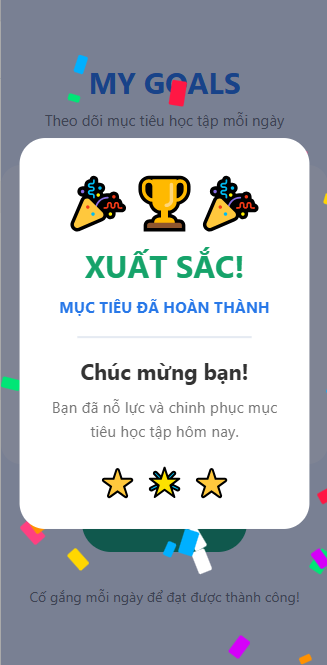 MY GOALS
Theo dõi mục tiêu học tập mỗi ngày
XUẤT SẮC!
MỤC TIÊU ĐÃ HOÀN THÀNH
Chúc mừng bạn!
Bạn đã nỗ lực và chinh phục mục
tiêu học tập hôm nay.
Cố gắng mỗi ngày để đạt được thành công!